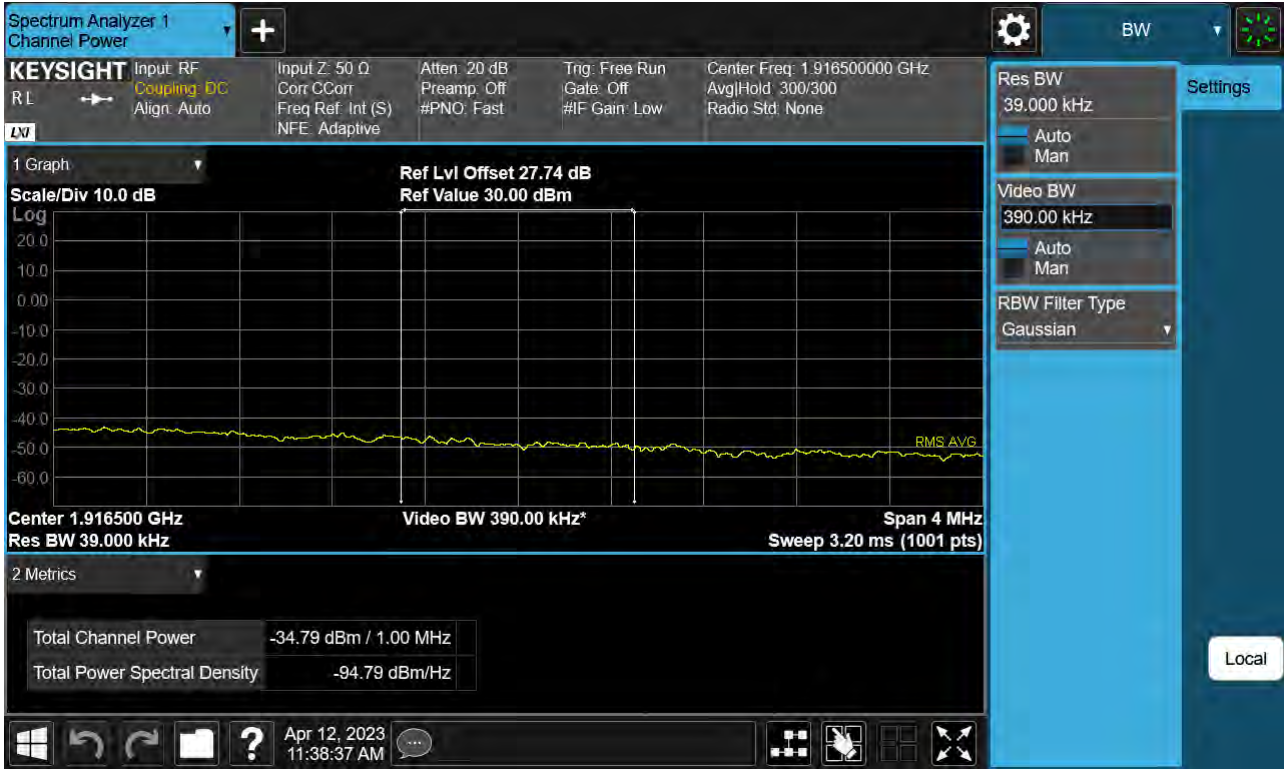 Spectrum Analyzer 1
Channel Power
+
BW
KEYSIGHT
RL
LXI
Input: RF
Coupling: DC
Align: Auto
Input Z: 50 Ω
Corr CCorr
Freq Ref: Int (S)
NFE: Adaptive
Atten: 20 dB
Preamp: Off
#PNO: Fast
Trig: Free Run
Gate: Off
#IF Gain: Low
Center Freq: 1.916500000 GHz
Avg|Hold: 300/300
Radio Std: None
Res BW
39.000 kHz
Auto
Man
Video BW
390.00 kHz
Auto
Man
RBW Filter Type
Gaussian
Settings
Local
1 Graph
Scale/Div 10.0 dB
Ref Lvl Offset 27.74 dB
Ref Value 30.00 dBm
Log
20.0
10.0
0.00
-10.0
-20.0
-30.0
-40.0
-50.0
-60.0
RMS AVG
Center 1.916500 GHz
Video BW 390.00 kHz*
Span 4 MHz
Res BW 39.000 kHz
Sweep 3.20 ms (1001 pts)
2 Metrics
Total Channel Power -34.79 dBm / 1.00 MHz
Total Power Spectral Density -94.79 dBm/Hz
?
Apr 12, 2023
11:38:37 AM